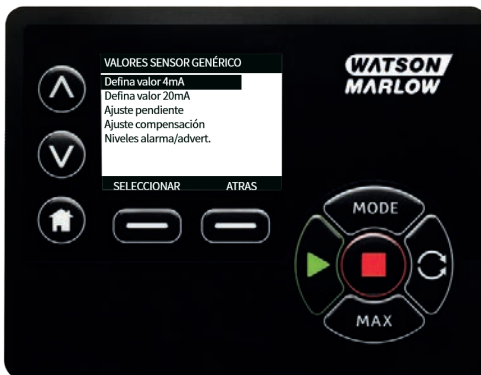 VALORES SENSOR GENÉRICO
Defina valor 4mA
Defina valor 20mA
Ajuste pendiente
Ajuste compensación
Niveles alarma/advert.
SELECCIONAR ATRAS
WATSON
MARLOW
MODE
MAX